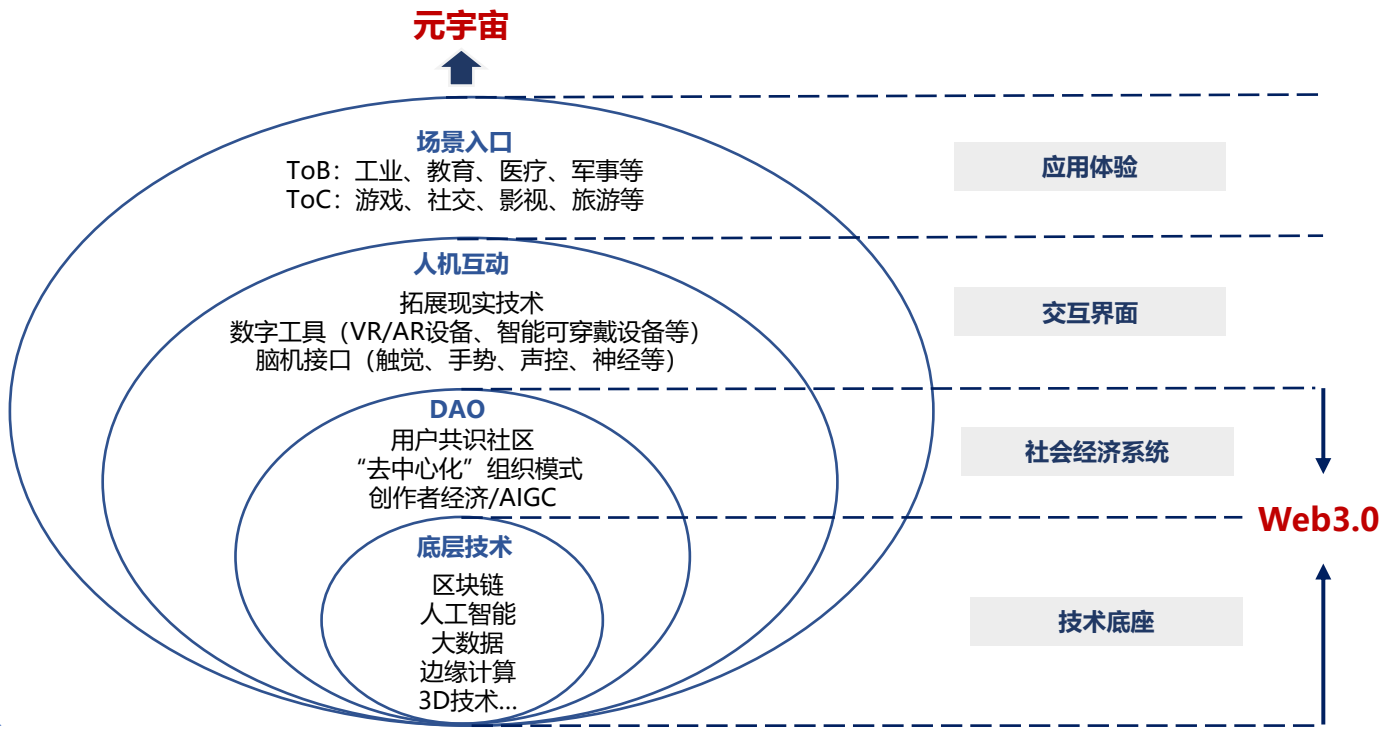 元宇宙
场景入口
ToB：工业、教育、医疗、军事等
ToC：游戏、社交、影视、旅游等
应用体验
人机互动
拓展现实技术
数字工具（VR/AR设备、智能可穿戴设备等）
脑机接口（触觉、手势、声控、神经等）
交互界面
DAO
用户共识社区
“去中心化”组织模式
创作者经济/AIGC
社会经济系统
Web3.0
底层技术
区块链
人工智能
大数据
边缘计算
3D技术...
技术底座